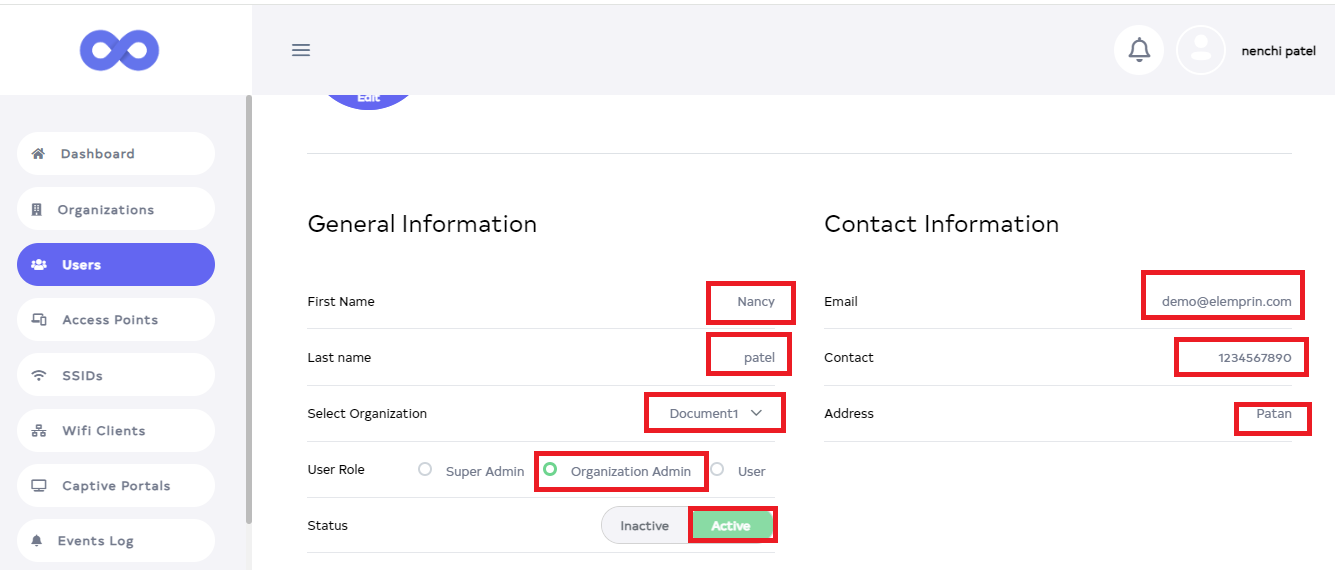 nenchi patel
Edit
Dashboard
Organizations
Users
Access Points
SSIDs
Wifi Clients
Captive Portals
Events Log
General Information
First Name Nancy
Last name patel
Select Organization Document1
User Role Super Admin Organization Admin User
Status Inactive Active
Contact Information
Email demo@elemprin.com
Contact 1234567890
Address Patan